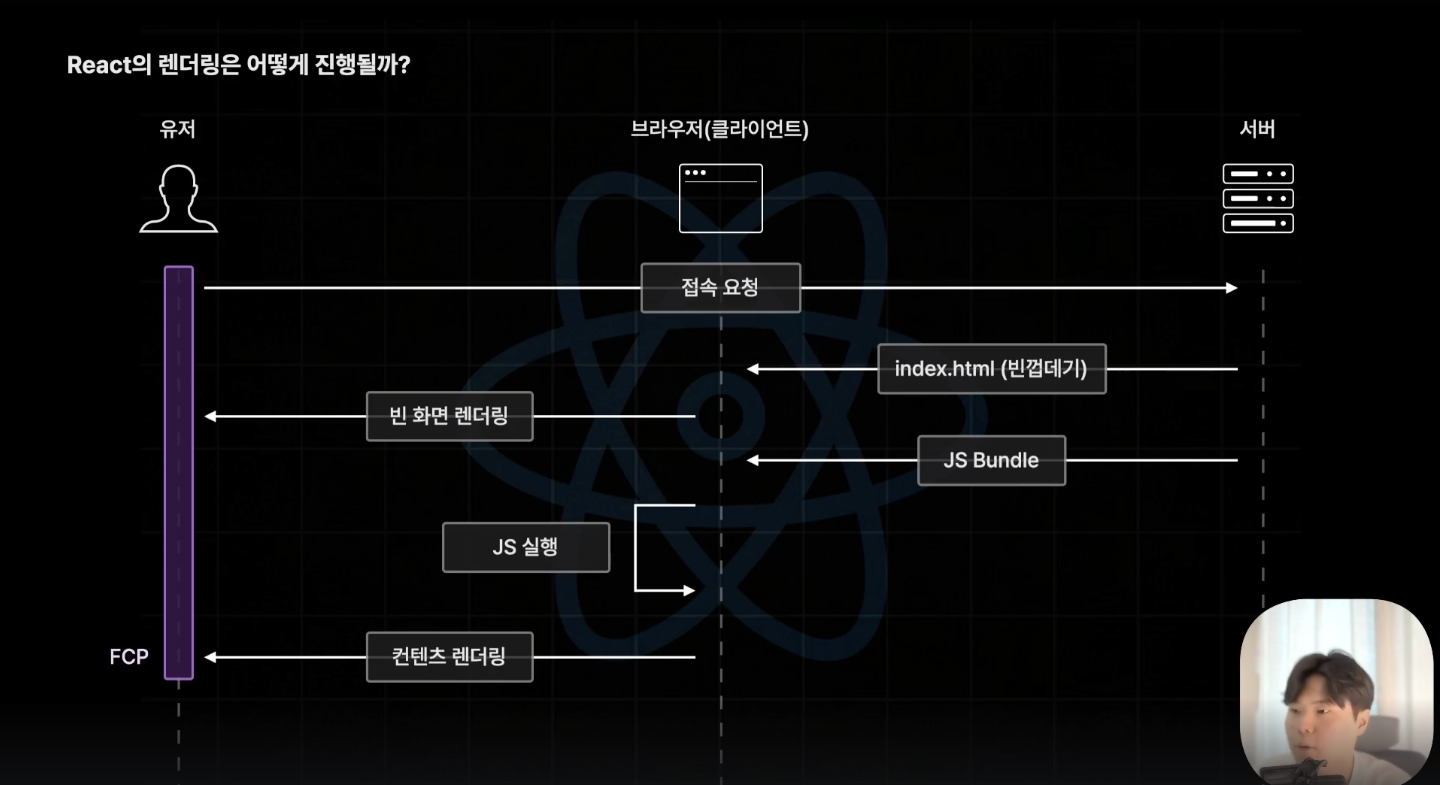 React의 렌더링은 어떻게 진행될까?
유저
브라우저(클라이언트)
서버
접속 요청
index.html (빈껍데기)
빈 화면 렌더링
JS Bundle
JS 실행
FCP
컨텐츠 렌더링